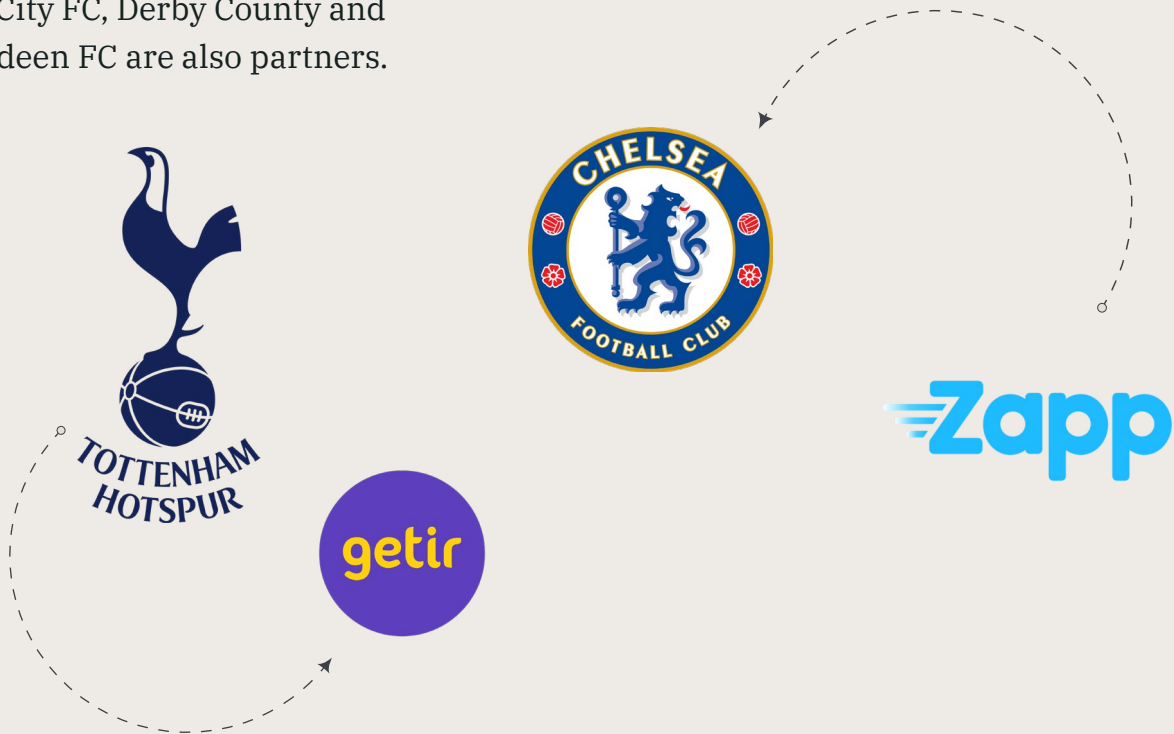 City FC, Derby County and
deen FC are also partners.
CHELSEA
FOOTBALL CLUB
Zapp
TOTTENHAM
HOTSPUR
getir